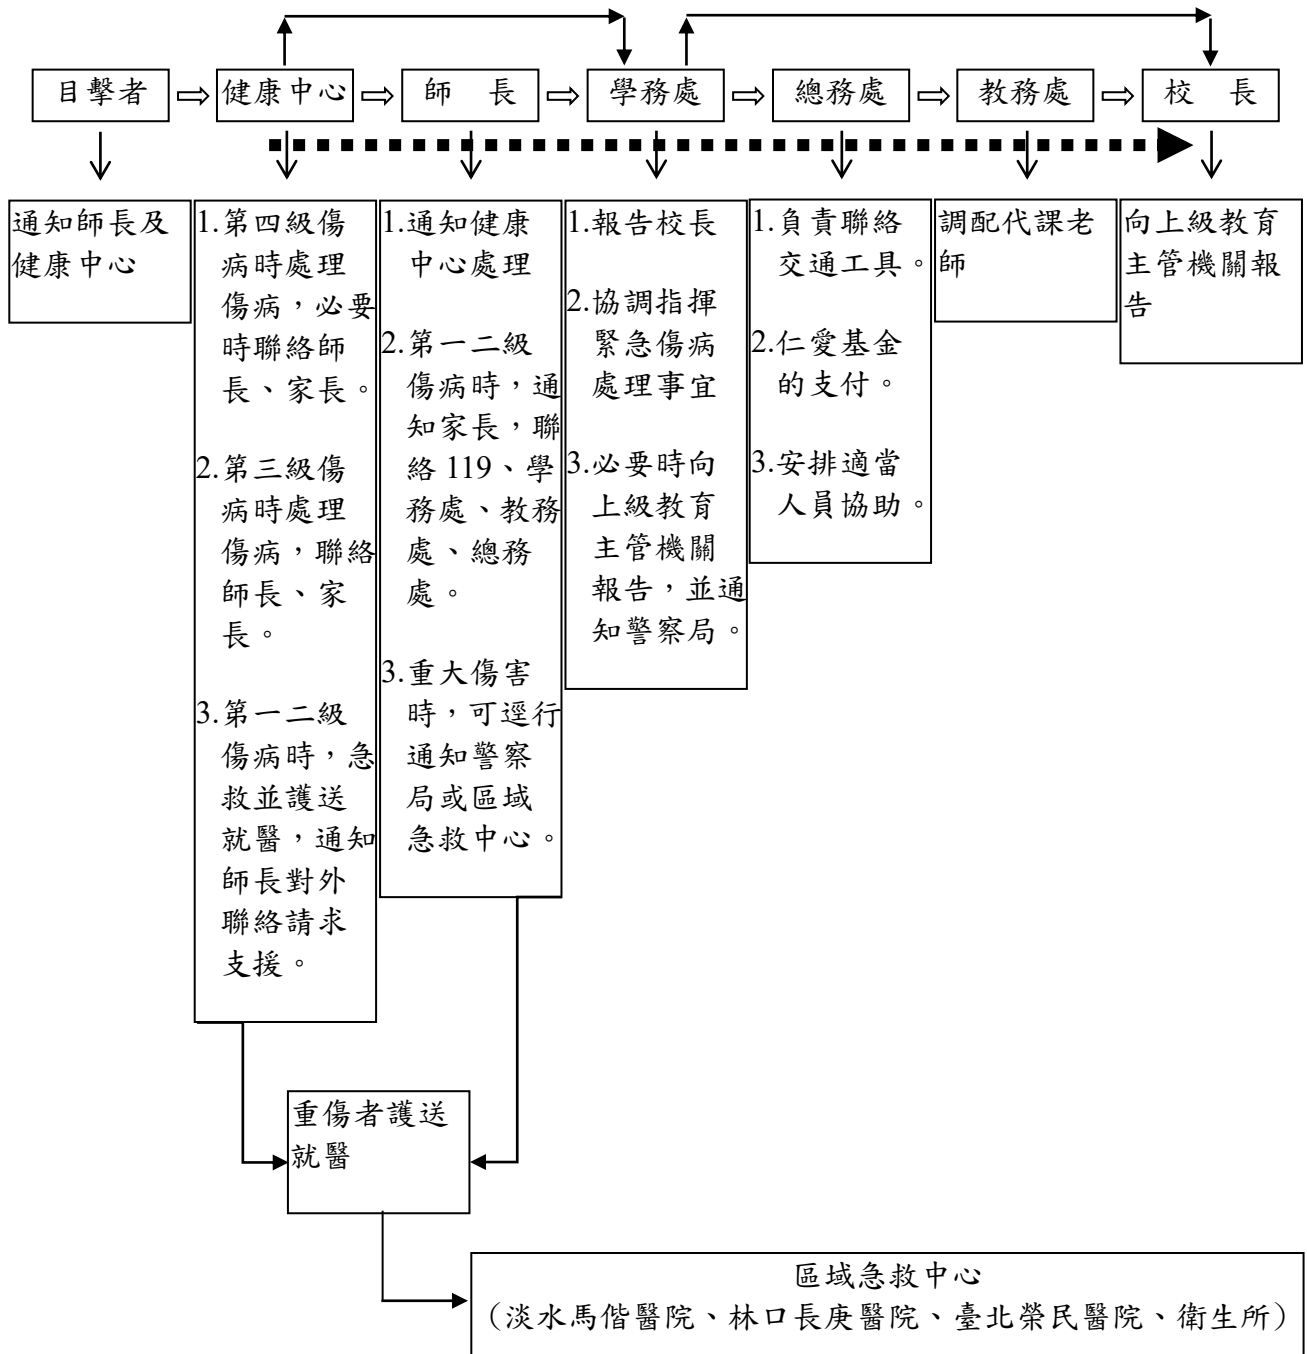 目擊者
健康中心
師 長
學務處
總務處
教務處
校 長
通知師長及
健康中心
1.第四級傷
病時處理
傷病，必要
時聯絡師
長、家長。
2.第三級傷
病時處理
傷病，聯絡
師長、家
長。
3.第一二級
傷病時，急
救並護送
就醫，通知
師長對外
聯絡請求
支援。
1.通知健康
中心處理
2.第一二級
傷病時，通
知家長，聯
絡 119、學
務處、教務
處、總務
處。
3.重大傷害
時，可逕行
通知警察
局或區域
急救中心。
1.報告校長
2.協調指揮
緊急傷病
處理事宜
3.必要時向
上級教育
主管機關
報告，並通
知警察局。
1.負責聯絡
交通工具。
2.仁愛基金
的支付。
3.安排適當
人員協助。
調配代課老
師
向上級教育
主管機關報
告
重傷者護送
就醫
區域急救中心
（淡水馬偕醫院、林口長庚醫院、臺北榮民醫院、衛生所）